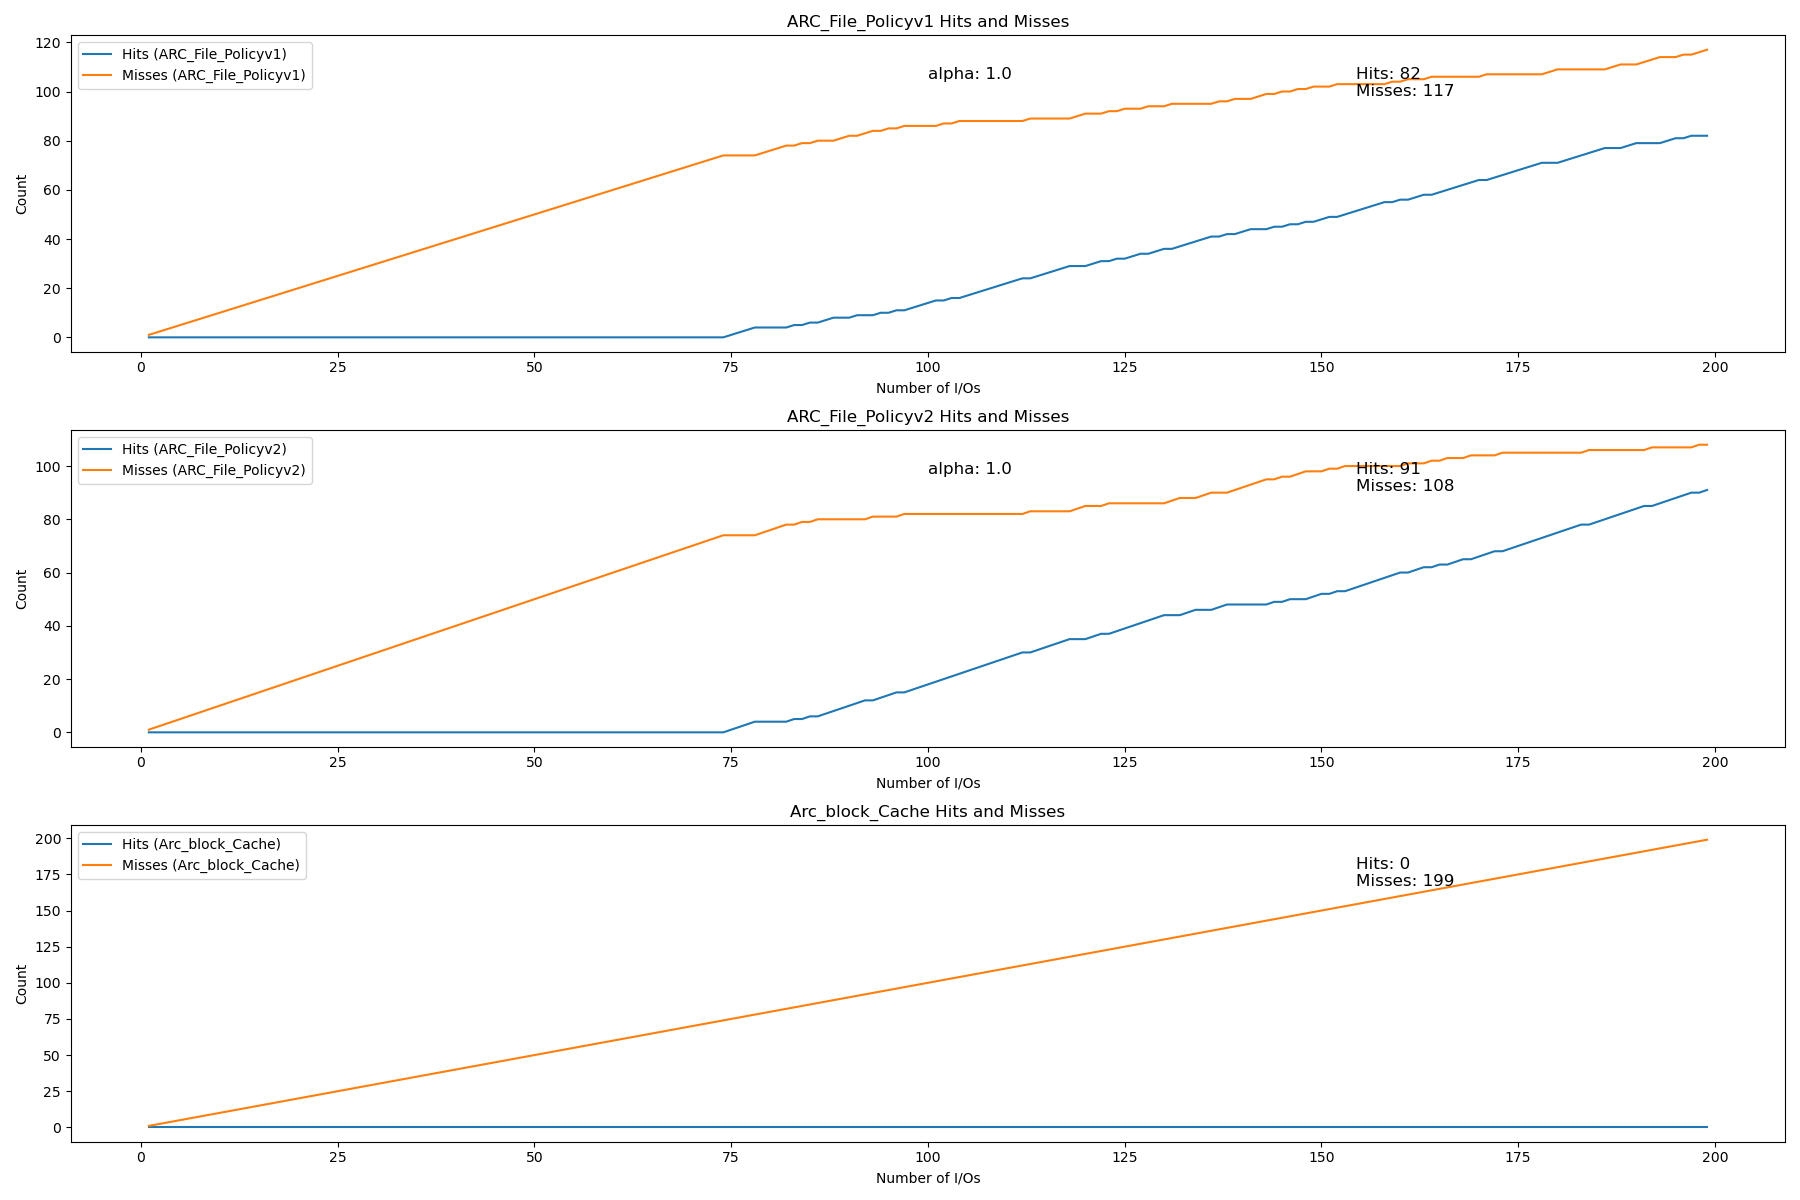 ARC_File_Policyv1 Hits and Misses
Hits (ARC_File_Policyv1)
Misses (ARC_File_Policyv1)
alpha: 1.0
Hits: 82
Misses: 117
120
100
80
60
40
20
0
Count
0 25 50 75 100 125 150 175 200
Number of I/Os
ARC_File_Policyv2 Hits and Misses
Hits (ARC_File_Policyv2)
Misses (ARC_File_Policyv2)
alpha: 1.0
Hits: 91
Misses: 108
100
80
60
40
20
0
Count
0 25 50 75 100 125 150 175 200
Number of I/Os
Arc_block_Cache Hits and Misses
Hits (Arc_block_Cache)
Misses (Arc_block_Cache)
Hits: 0
Misses: 199
200
175
150
125
100
75
50
25
0
Count
0 25 50 75 100 125 150 175 200
Number of I/Os